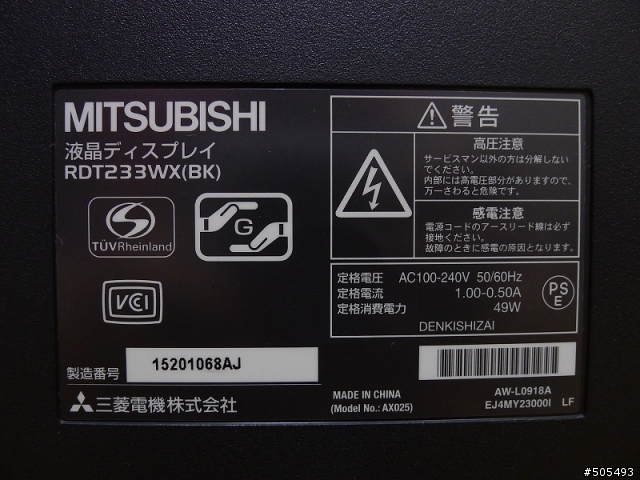 MITSUBISHI
液晶ディスプレイ
RDT233WX(BK)
TÜVRheinland
G
VCI
製造番号 15201068AJ
三菱電機株式会社
警告
高圧注意
サービスマン以外の方は分解しない
でください。
内部には高電圧部分がありますので、
万一さわると危険です。
感電注意
電源コードのアースリード線は必ず
接地ください。
故障のときに感電の原因となります。
定格電圧 AC100-240V 50/60Hz
定格電流 1.00-0.50A
定格消費電力 49W
PS
E
DENKISHIZAI
MADE IN CHINA
(Model No.: AX025)
AW-L0918A
EJ4MY23000I LF
#505493